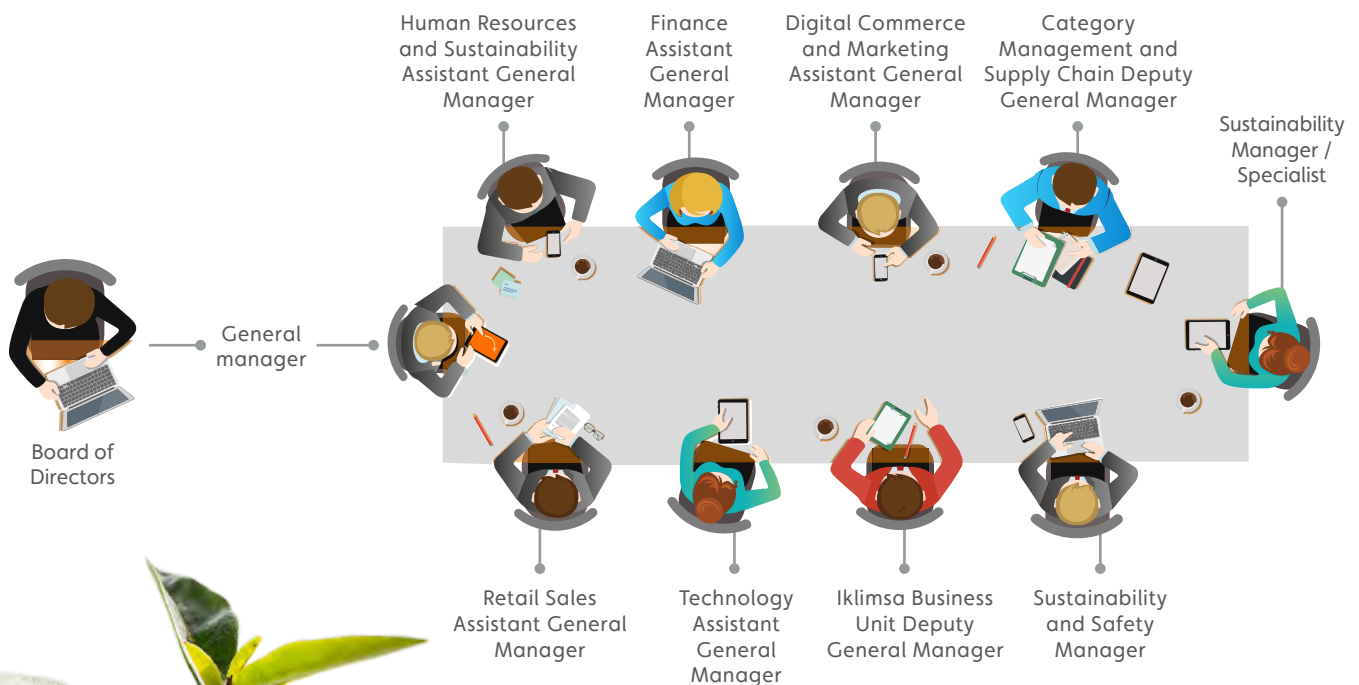 Human Resources
and Sustainability
Assistant General
Manager
Finance
Assistant
General
Manager
Digital Commerce
and Marketing
Assistant General
Manager
Category
Management and
Supply Chain Deputy
General Manager
Sustainability
Manager /
Specialist
General
manager
Board of
Directors
Retail Sales
Assistant General
Manager
Technology
Assistant
General
Manager
Iklimsa Business
Unit Deputy
General Manager
Sustainability
and Safety
Manager